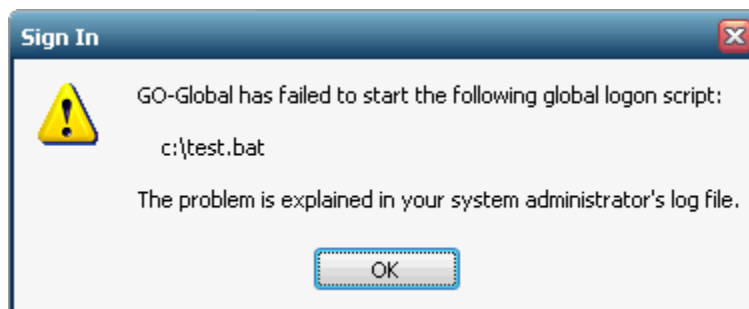 Sign In
GO-Global has failed to start the following global logon script:
c:\test.bat
The problem is explained in your system administrator's log file.
OK